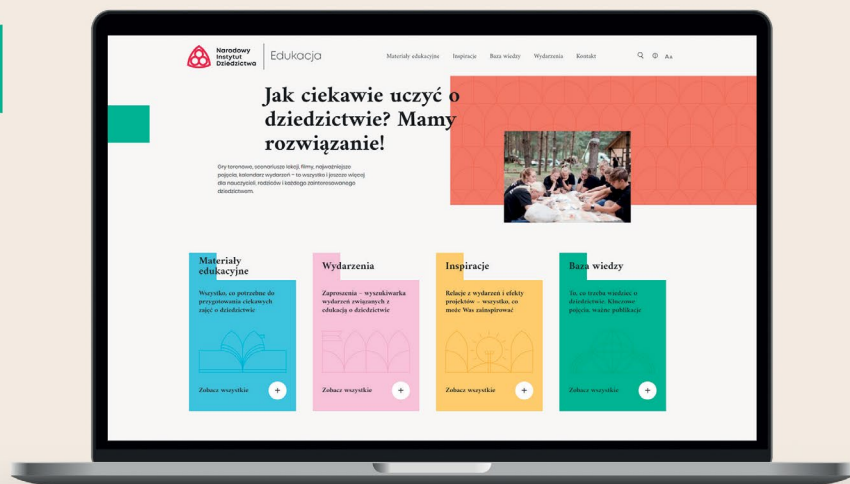 Narodowy
Instytut
Dziedzictwa
Edukacja
Materiały edukacyjne Inspiracje Baza wiedzy Wydarzenia Kontakt
AA
Jak ciekawie uczyć o
dziedzictwie? Mamy
rozwiązanie!
Gry terenowe, scenariusze lekcji, filmy, najważniejsze
pojęcia, kalendarz wydarzeń – to wszystko i jeszcze więcej
dla nauczycieli, rodziców i każdego zainteresowanego
dziedzictwem.
Materiały
edukacyjne
Wszystko, co potrzebne do
przygotowania ciekawych
zajęć o dziedzictwie
Zobacz wszystkie +
Wydarzenia
Zaproszenia – wyszukiwarka
wydarzeń związanych z
edukacją o dziedzictwie
Zobacz wszystkie +
Inspiracje
Relacje z wydarzeń i efekty
projektów – wszystko, co
może Was zainspirować
Zobacz wszystkie +
Baza wiedzy
To, co trzeba wiedzieć o
dziedzictwie. Kluczowe
pojęcia, ważne publikacje
Zobacz wszystkie +